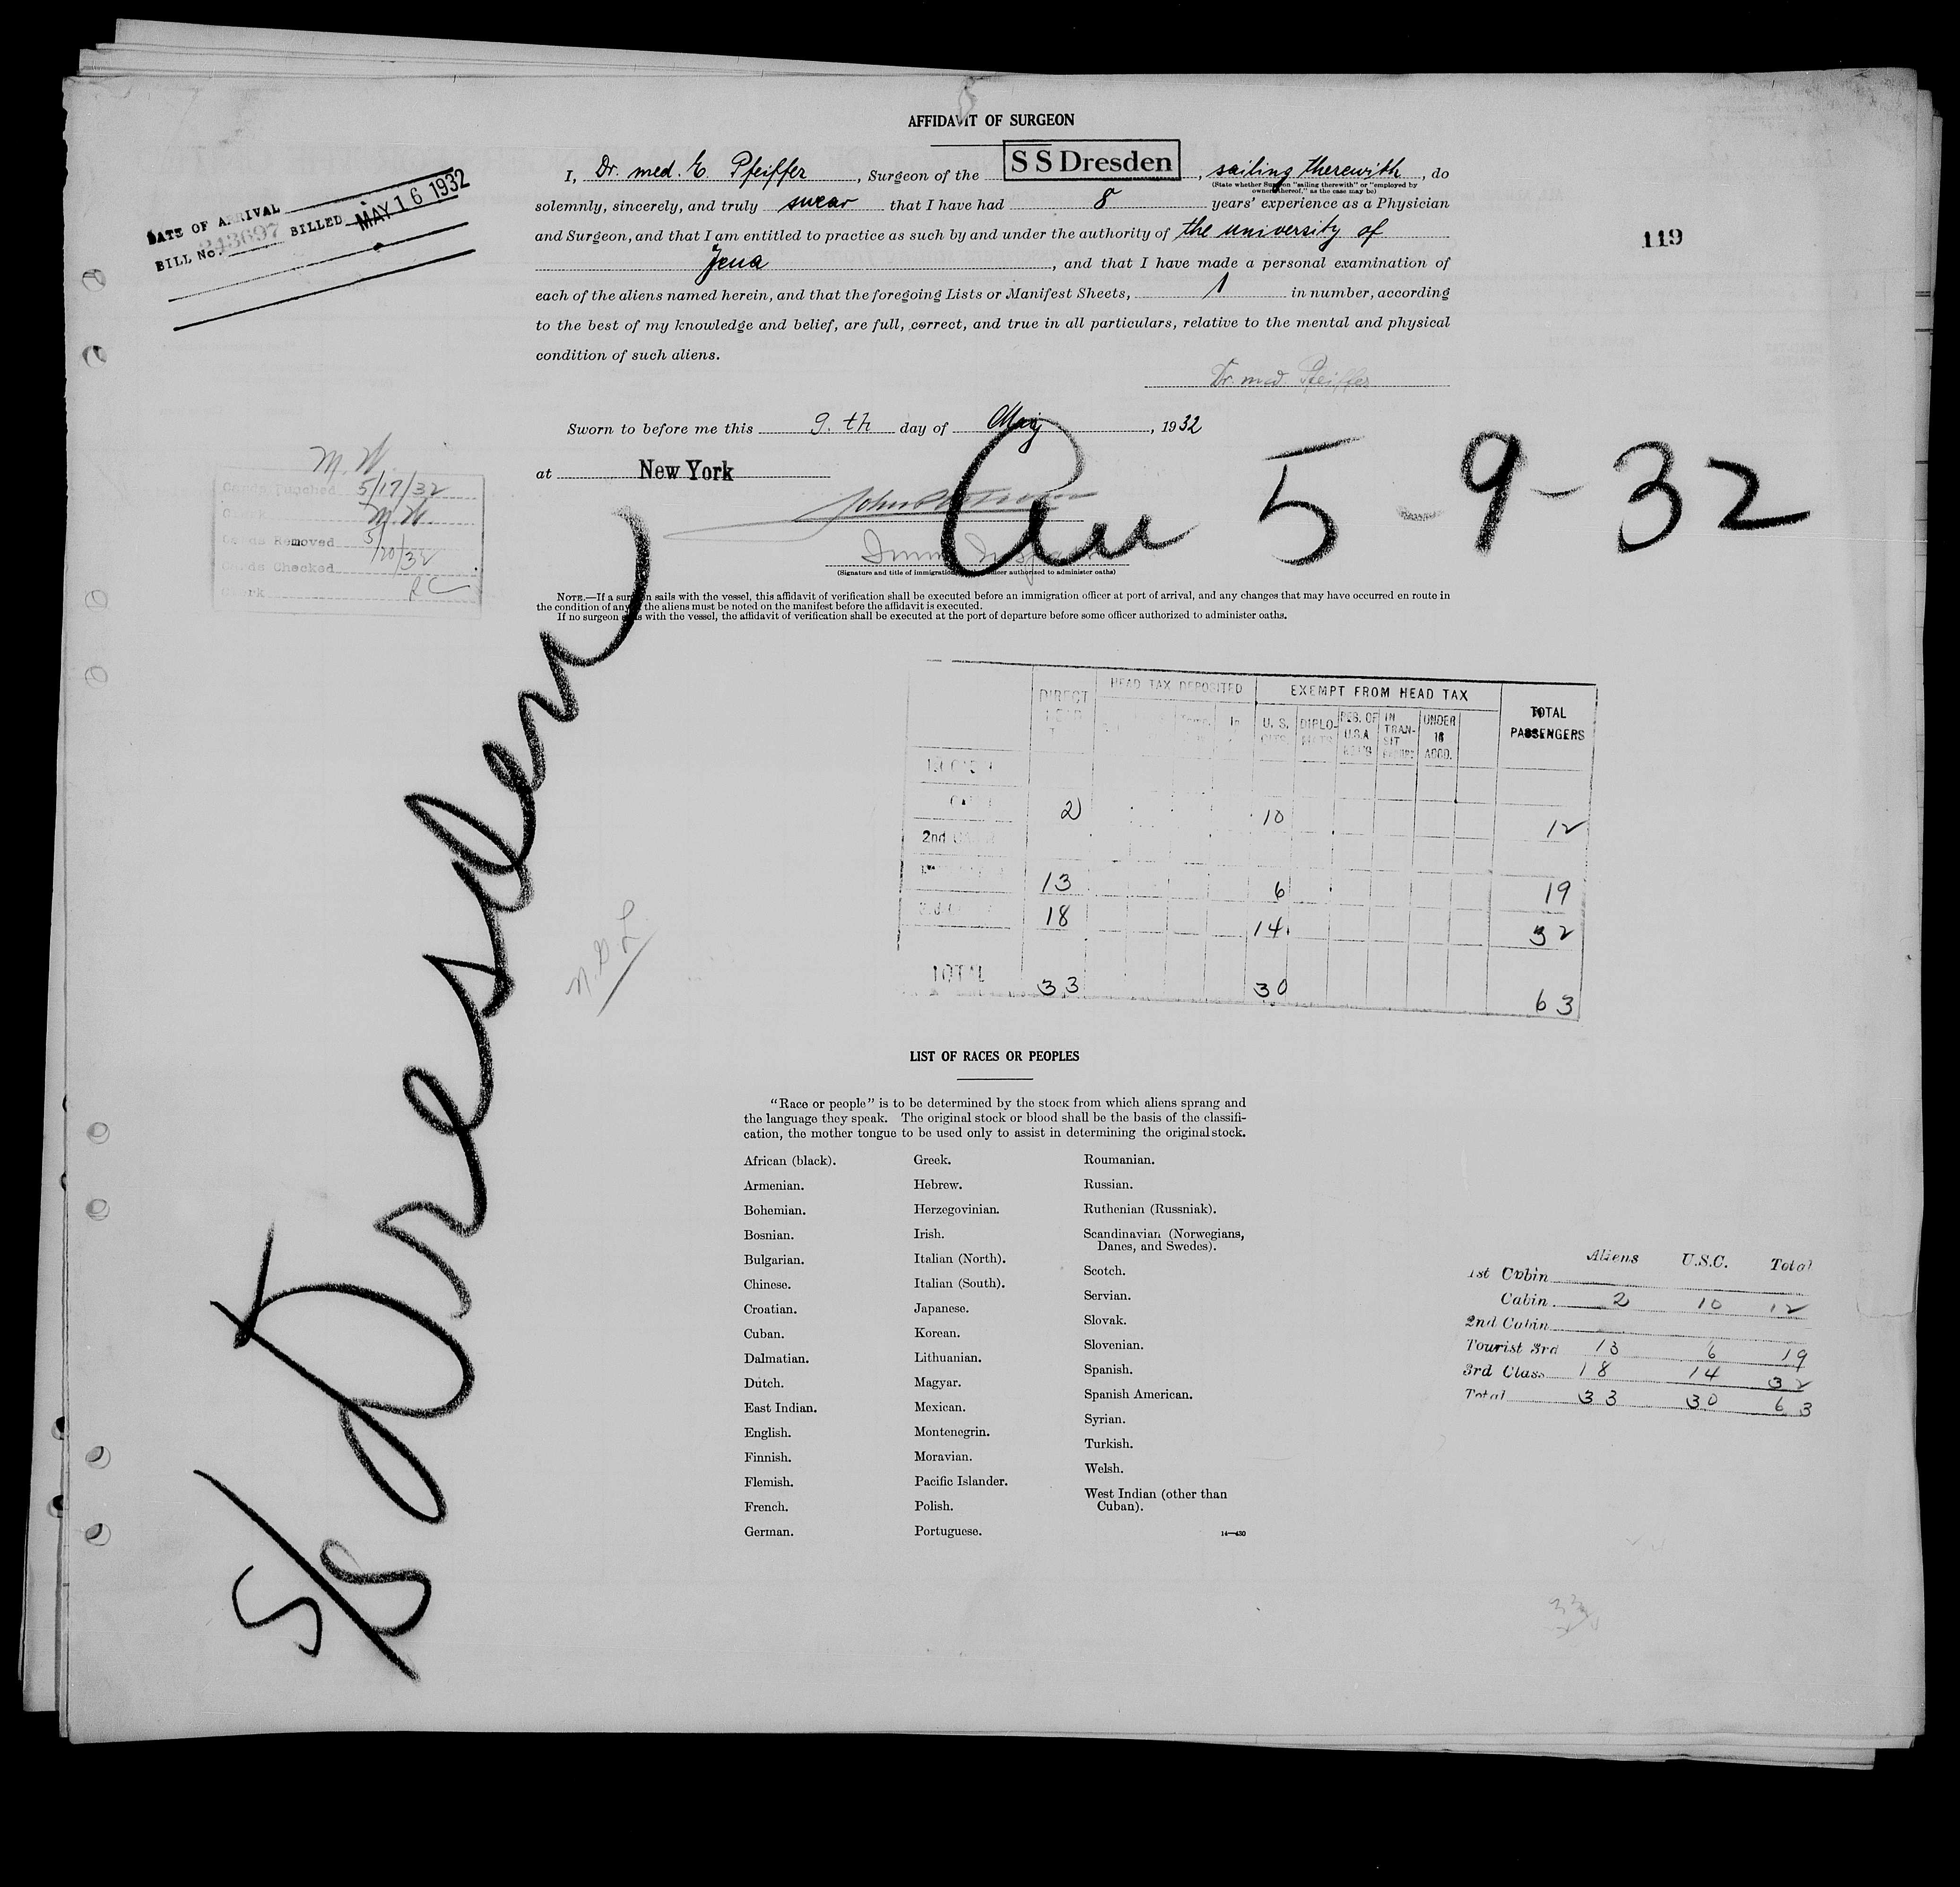 AFFIDAVIT OF SURGEON
I, Dr. med. E. Pfeiffer, Surgeon of the SS Dresden, sailing therewith, do
(State whether Surgeon "sailing therewith" or "employed by
owners thereof," as the case may be)
solemnly, sincerely, and truly swear that I have had 8 years' experience as a Physician
and Surgeon, and that I am entitled to practice as such by and under the authority of the university of
Jena, and that I have made a personal examination of
each of the aliens named herein, and that the foregoing Lists or Manifest Sheets, 1 in number, according
to the best of my knowledge and belief, are full, correct, and true in all particulars, relative to the mental and physical
condition of such aliens.
Dr. med. Pfeiffer
DATE OF ARRIVAL
BILL No. 243697 BILLED MAY 16 1932
119
Sworn to before me this 9.th day of May, 1932
at New York
5-9-32
(Signature and title of immigration officer authorized to administer oaths)
M.W.
Cards Punched 5/17/32
Clerk M.W.
Cards Removed 5/20/32
Cards Checked
Clerk RC
NOTE.—If a surgeon sails with the vessel, this affidavit of verification shall be executed before an immigration officer at port of arrival, and any changes that may have occurred en route in
the condition of any of the aliens must be noted on the manifest before the affidavit is executed.
If no surgeon sails with the vessel, the affidavit of verification shall be executed at the port of departure before some officer authorized to administer oaths.
S/S Dresden
DIRECT HEAD TAX DEPOSITED EXEMPT FROM HEAD TAX TOTAL PASSENGERS
U. S. CITS. DIPLO-MATS RES. OF U.S.A. IN TRAN-SIT UNDER 16 ACCD.
2 10 12
2nd
13 6 19
18 14 32
TOTAL 33 30 63
LIST OF RACES OR PEOPLES
"Race or people" is to be determined by the stock from which aliens sprang and
the language they speak. The original stock or blood shall be the basis of the classifi-
cation, the mother tongue to be used only to assist in determining the original stock.
African (black).
Armenian.
Bohemian.
Bosnian.
Bulgarian.
Chinese.
Croatian.
Cuban.
Dalmatian.
Dutch.
East Indian.
English.
Finnish.
Flemish.
French.
German.
Greek.
Hebrew.
Herzegovinian.
Irish.
Italian (North).
Italian (South).
Japanese.
Korean.
Lithuanian.
Magyar.
Mexican.
Montenegrin.
Moravian.
Pacific Islander.
Polish.
Portuguese.
Roumanian.
Russian.
Ruthenian (Russniak).
Scandinavian (Norwegians,
Danes, and Swedes).
Scotch.
Servian.
Slovak.
Slovenian.
Spanish.
Spanish American.
Syrian.
Turkish.
Welsh.
West Indian (other than
Cuban).
14—430
Aliens U.S.C. Total
1st Cabin
Cabin 2 10 12
2nd Cabin
Tourist 3rd 13 6 19
3rd Class 18 14 32
Total 33 30 63